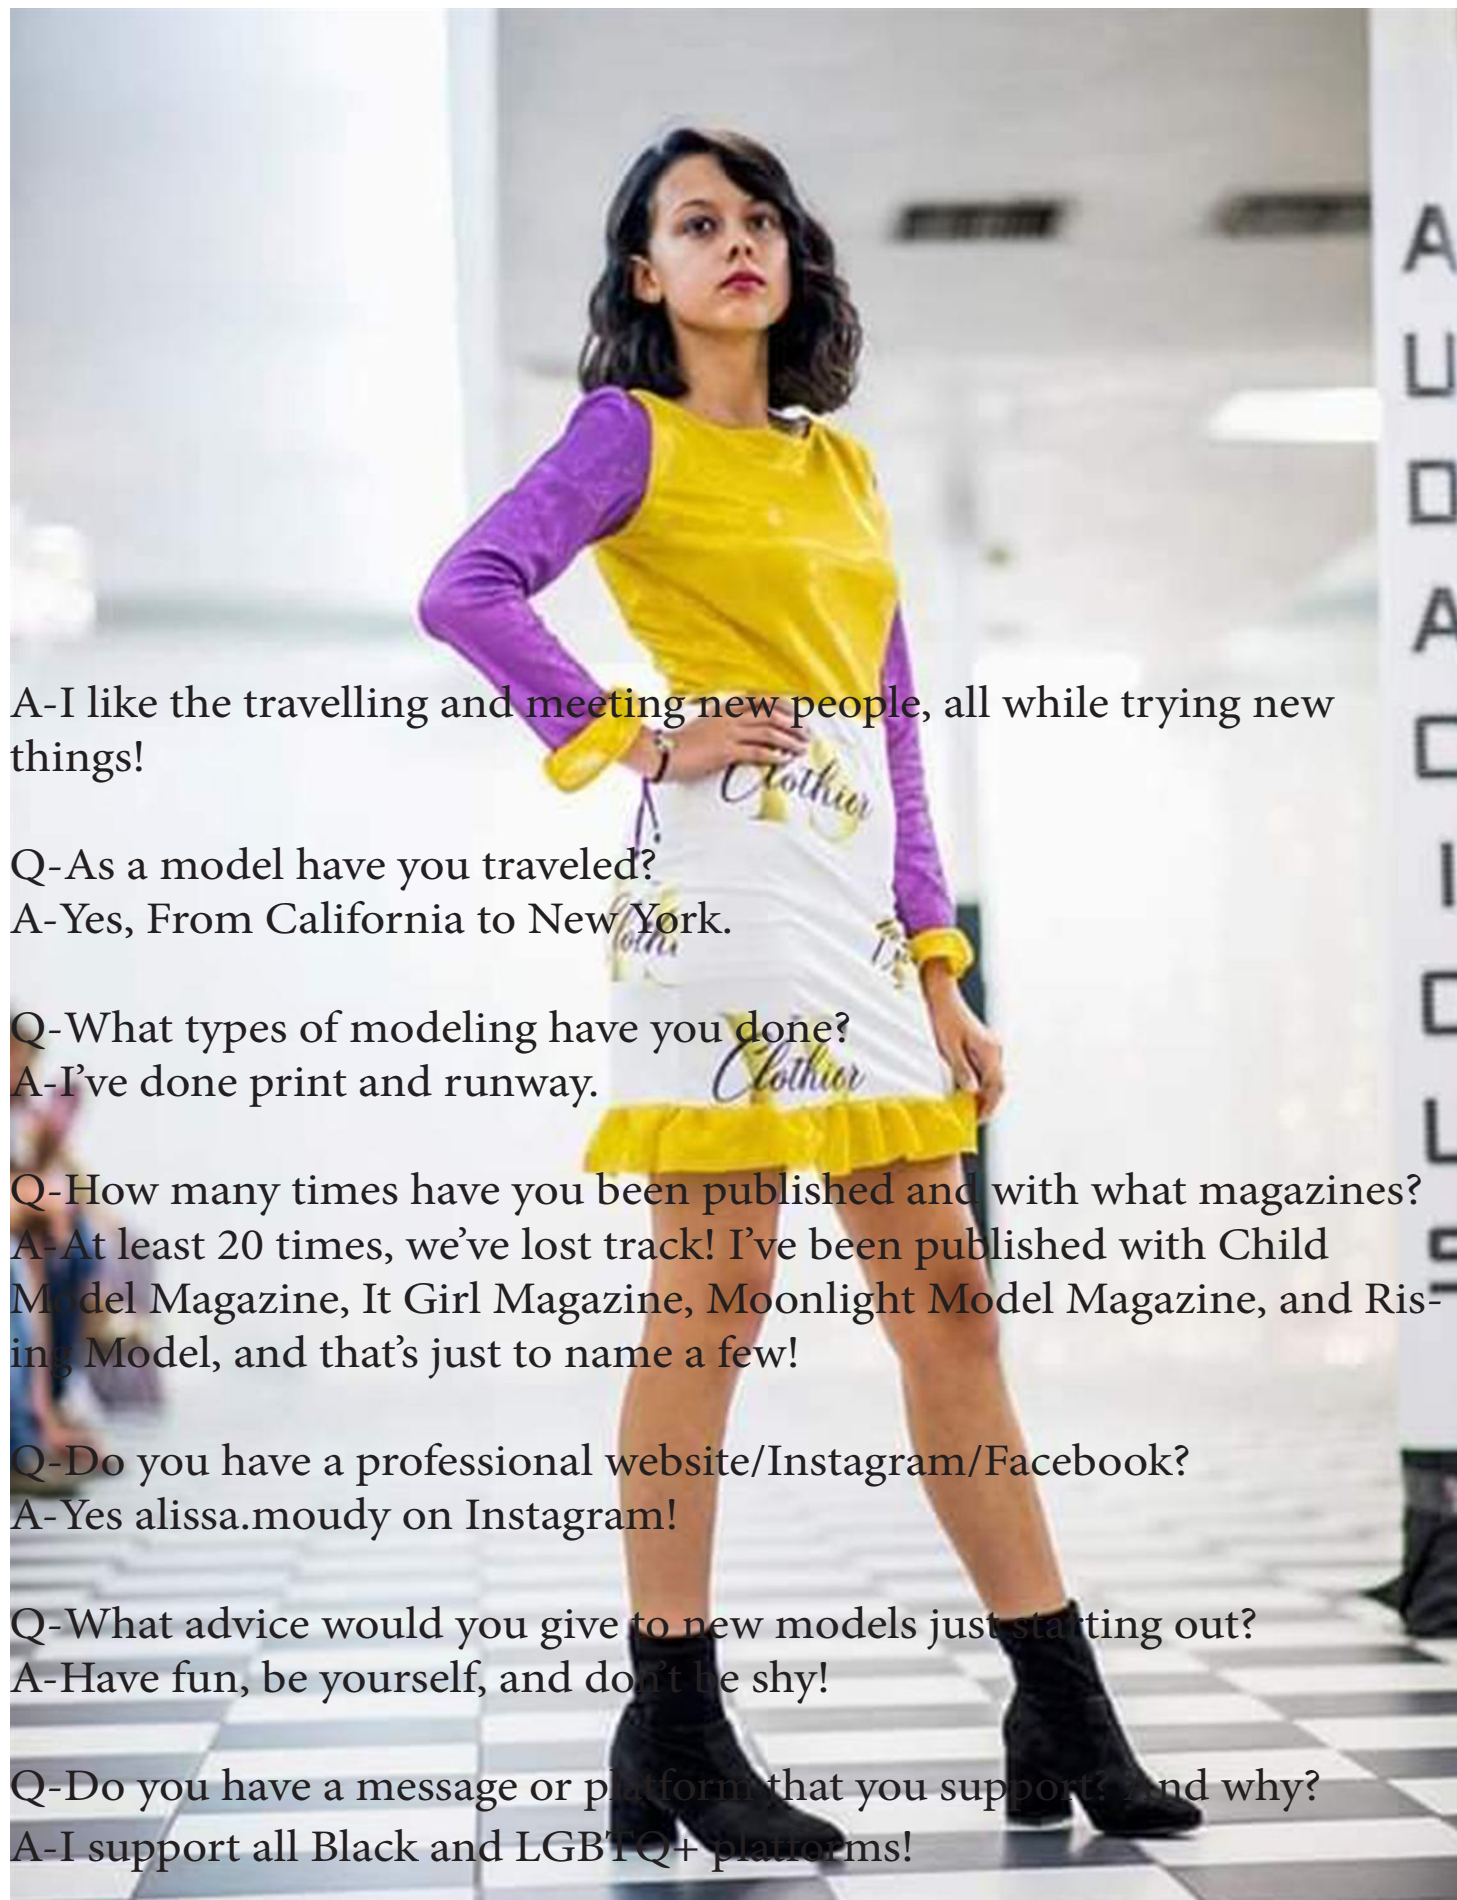 A-I like the travelling and meeting new people, all while trying new
things!
Q-As a model have you traveled?
A-Yes, From California to New York.
Q-What types of modeling have you done?
A-I’ve done print and runway.
Q-How many times have you been published and with what magazines?
A-At least 20 times, we’ve lost track! I’ve been published with Child
Model Magazine, It Girl Magazine, Moonlight Model Magazine, and Ris-
ing Model, and that’s just to name a few!
Q-Do you have a professional website/Instagram/Facebook?
A-Yes alissa.moudy on Instagram!
Q-What advice would you give to new models just starting out?
A-Have fun, be yourself, and don’t be shy!
Q-Do you have a message or platform that you support? And why?
A-I support all Black and LGBTQ+ platforms!
Clothier
Clothier
A
U
D
A
C
I
O
U
S